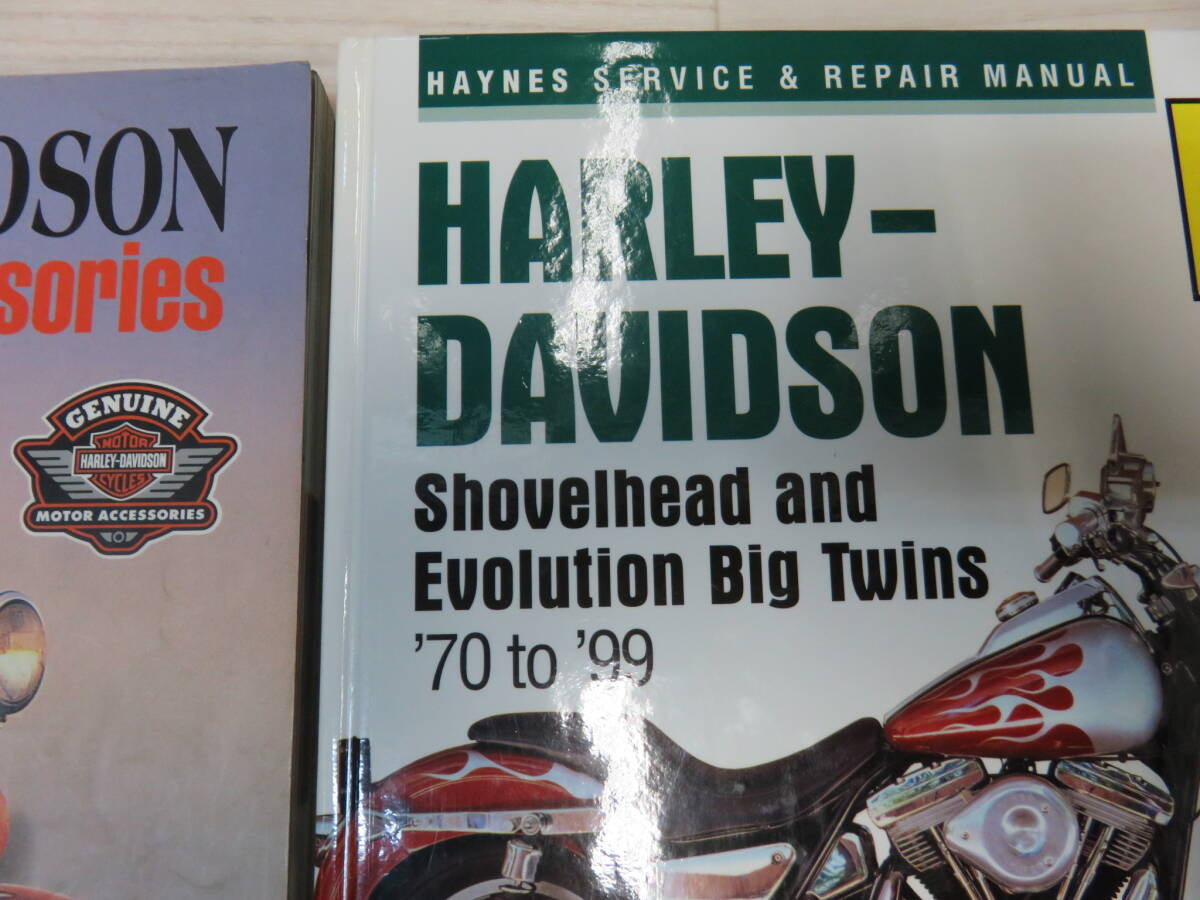 DSON
sories
GENUINE
MOTOR
HARLEY-DAVIDSON
CYCLES
MOTOR ACCESSORIES
HAYNES SERVICE & REPAIR MANUAL
HARLEY-
DAVIDSON
Shovelhead and
Evolution Big Twins
'70 to '99